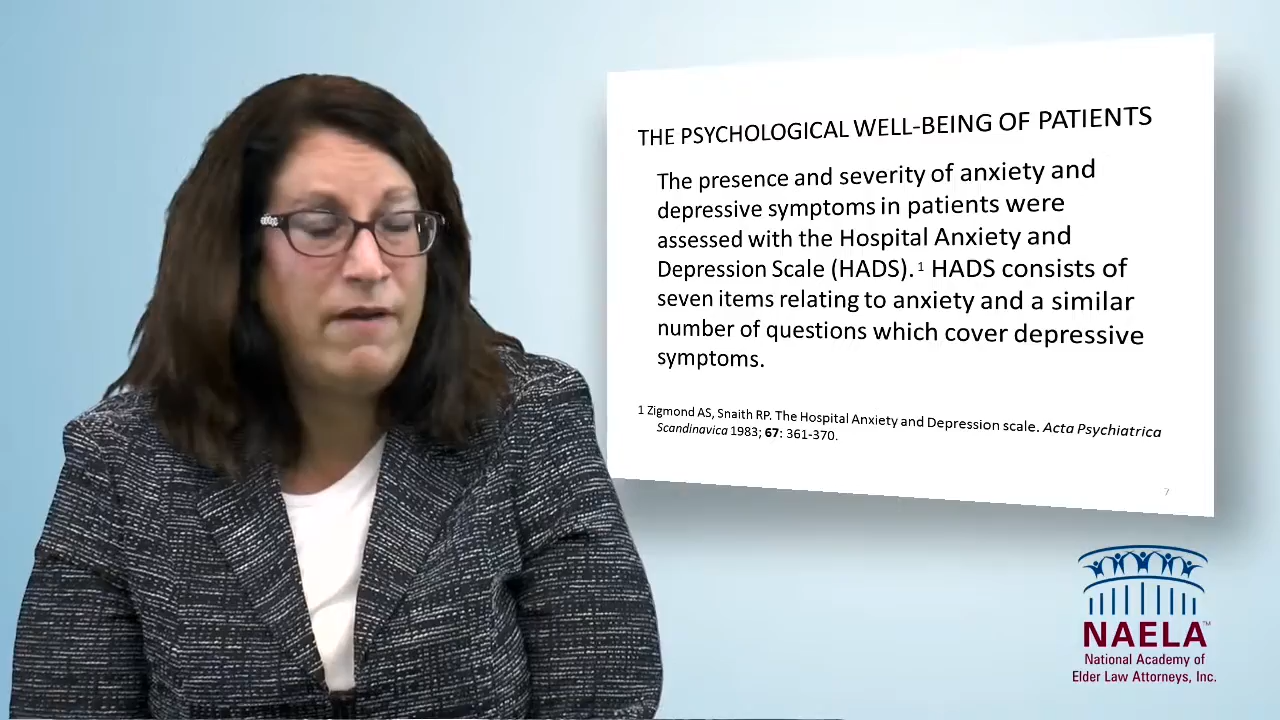 THE PSYCHOLOGICAL WELL-BEING OF PATIENTS
The presence and severity of anxiety and
depressive symptoms in patients were
assessed with the Hospital Anxiety and
Depression Scale (HADS).¹ HADS consists of
seven items relating to anxiety and a similar
number of questions which cover depressive
symptoms.
1 Zigmond AS, Snaith RP. The Hospital Anxiety and Depression scale. Acta Psychiatrica
Scandinavica 1983; 67: 361-370.
7
NAELA™
National Academy of
Elder Law Attorneys, Inc.